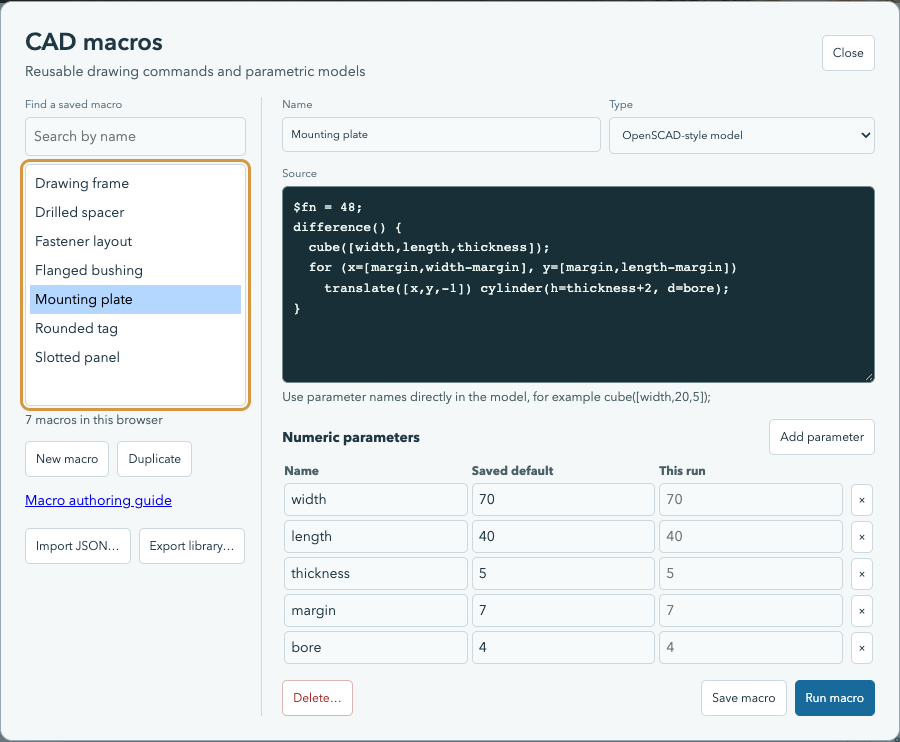 CAD macros
Reusable drawing commands and parametric models
Close
Find a saved macro
Search by name
Drawing frame
Drilled spacer
Fastener layout
Flanged bushing
Mounting plate
Rounded tag
Slotted panel
7 macros in this browser
New macro
Duplicate
Macro authoring guide
Import JSON…
Export library…
Name
Type
Mounting plate
OpenSCAD-style model
Source
$fn = 48;
difference() {
  cube([width,length,thickness]);
  for (x=[margin,width-margin], y=[margin,length-margin])
    translate([x,y,-1]) cylinder(h=thickness+2, d=bore);
}
Use parameter names directly in the model, for example cube([width,20,5]);
Numeric parameters
Add parameter
Name Saved default This run
width 70 70 ×
length 40 40 ×
thickness 5 5 ×
margin 7 7 ×
bore 4 4 ×
Delete…
Save macro
Run macro